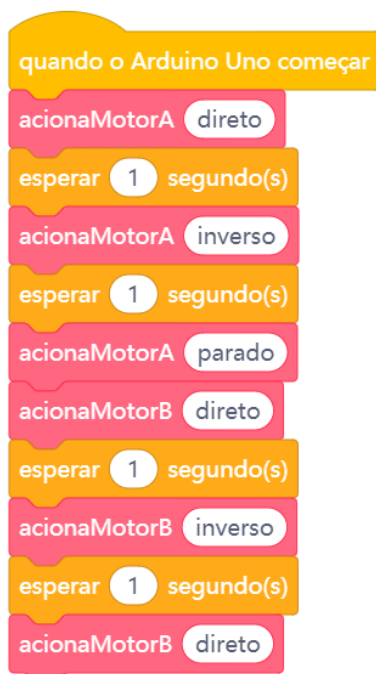 quando o Arduino Uno começar
acionaMotorA direto
esperar 1 segundo(s)
acionaMotorA inverso
esperar 1 segundo(s)
acionaMotorA parado
acionaMotorB direto
esperar 1 segundo(s)
acionaMotorB inverso
esperar 1 segundo(s)
acionaMotorB direto